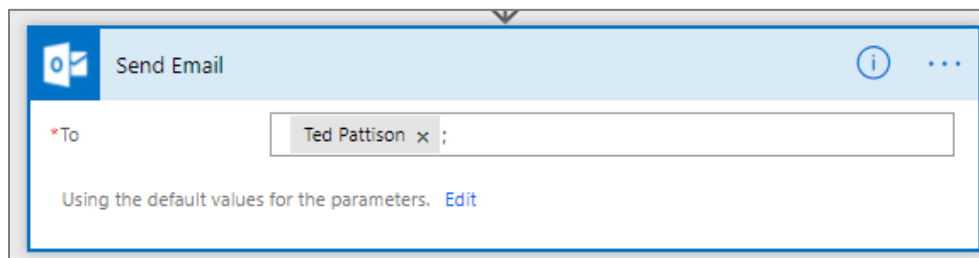 Send Email
*To Ted Pattison × ;
Using the default values for the parameters. Edit